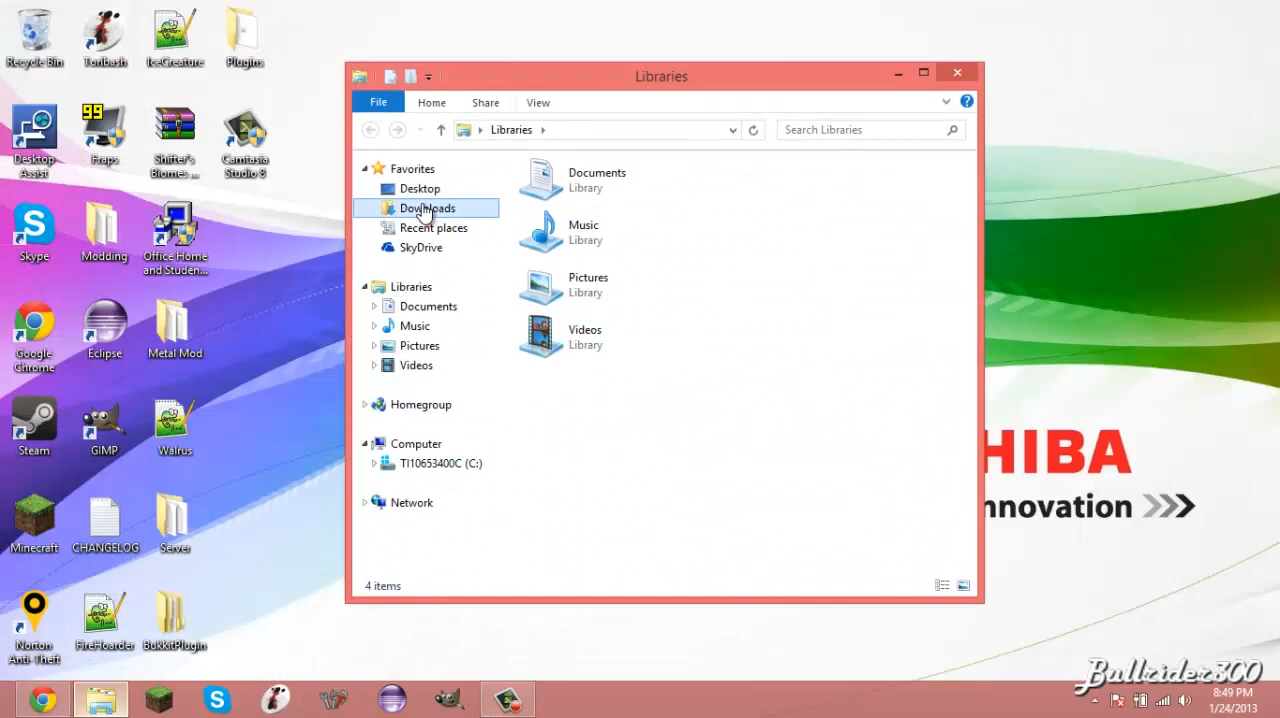 Recycle Bin
Toribash
IceCreature
Plugins
Desktop
Assist
99
Fraps
Shifter's
Biomes ...
Camtasia
Studio 8
Skype
Modding
Office Home
and Studen...
Google
Chrome
Eclipse
Metal Mod
Steam
GIMP
Walrus
Minecraft
CHANGELOG
Server
Norton
Anti-Theft
FireHoarder
BukkitPlugin
Libraries
File Home Share View
Libraries
Search Libraries
Favorites
Desktop
Downloads
Recent places
SkyDrive
Libraries
Documents
Music
Pictures
Videos
Homegroup
Computer
TI10653400C (C:)
Network
Documents
Library
Music
Library
Pictures
Library
Videos
Library
4 items
HIBA
nnovation
Bullrider300
8:49 PM
1/24/2013